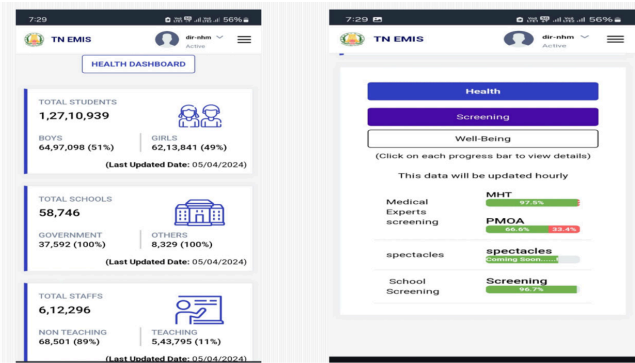 7:29
56%
TN EMIS
dir-nhm
Active
HEALTH DASHBOARD
TOTAL STUDENTS
1,27,10,939
BOYS
64,97,098 (51%)
GIRLS
62,13,841 (49%)
(Last Updated Date: 05/04/2024)
TOTAL SCHOOLS
58,746
GOVERNMENT
37,592 (100%)
OTHERS
8,329 (100%)
(Last Updated Date: 05/04/2024)
TOTAL STAFFS
6,12,296
NON TEACHING
68,501 (89%)
TEACHING
5,43,795 (11%)
(Last Updated Date: 05/04/2024)
7:29
56%
TN EMIS
dir-nhm
Active
Health
Screening
Well-Being
(Click on each progress bar to view details)
This data will be updated hourly
Medical
Experts
screening
MHT
97.5%
PMOA
66.6% 33.4%
spectacles
spectacles
Coming Soon......
School
Screening
Screening
96.7%